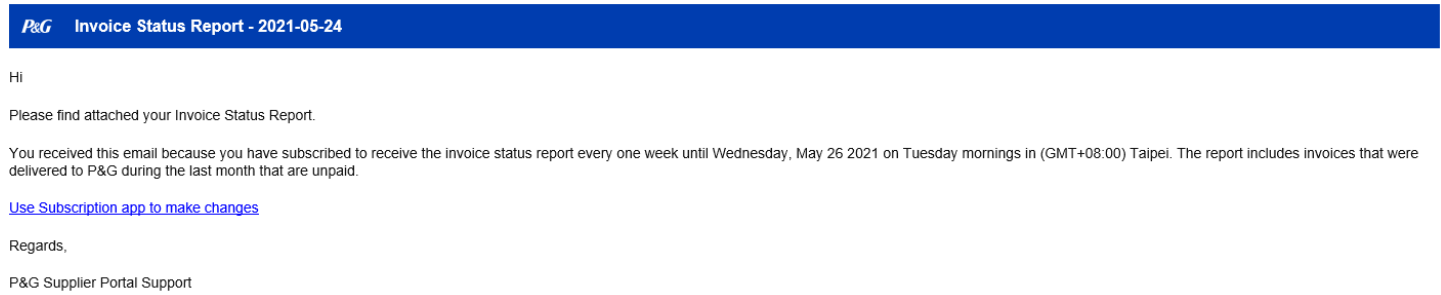 P&G Invoice Status Report - 2021-05-24
Hi
Please find attached your Invoice Status Report.
You received this email because you have subscribed to receive the invoice status report every one week until Wednesday, May 26 2021 on Tuesday mornings in (GMT+08:00) Taipei. The report includes invoices that were
delivered to P&G during the last month that are unpaid.
Use Subscription app to make changes
Regards,
P&G Supplier Portal Support